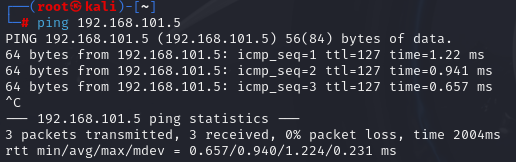 ┌──(root㉿kali)-[~]
└─# ping 192.168.101.5
PING 192.168.101.5 (192.168.101.5) 56(84) bytes of data.
64 bytes from 192.168.101.5: icmp_seq=1 ttl=127 time=1.22 ms
64 bytes from 192.168.101.5: icmp_seq=2 ttl=127 time=0.941 ms
64 bytes from 192.168.101.5: icmp_seq=3 ttl=127 time=0.657 ms
^C
--- 192.168.101.5 ping statistics ---
3 packets transmitted, 3 received, 0% packet loss, time 2004ms
rtt min/avg/max/mdev = 0.657/0.940/1.224/0.231 ms